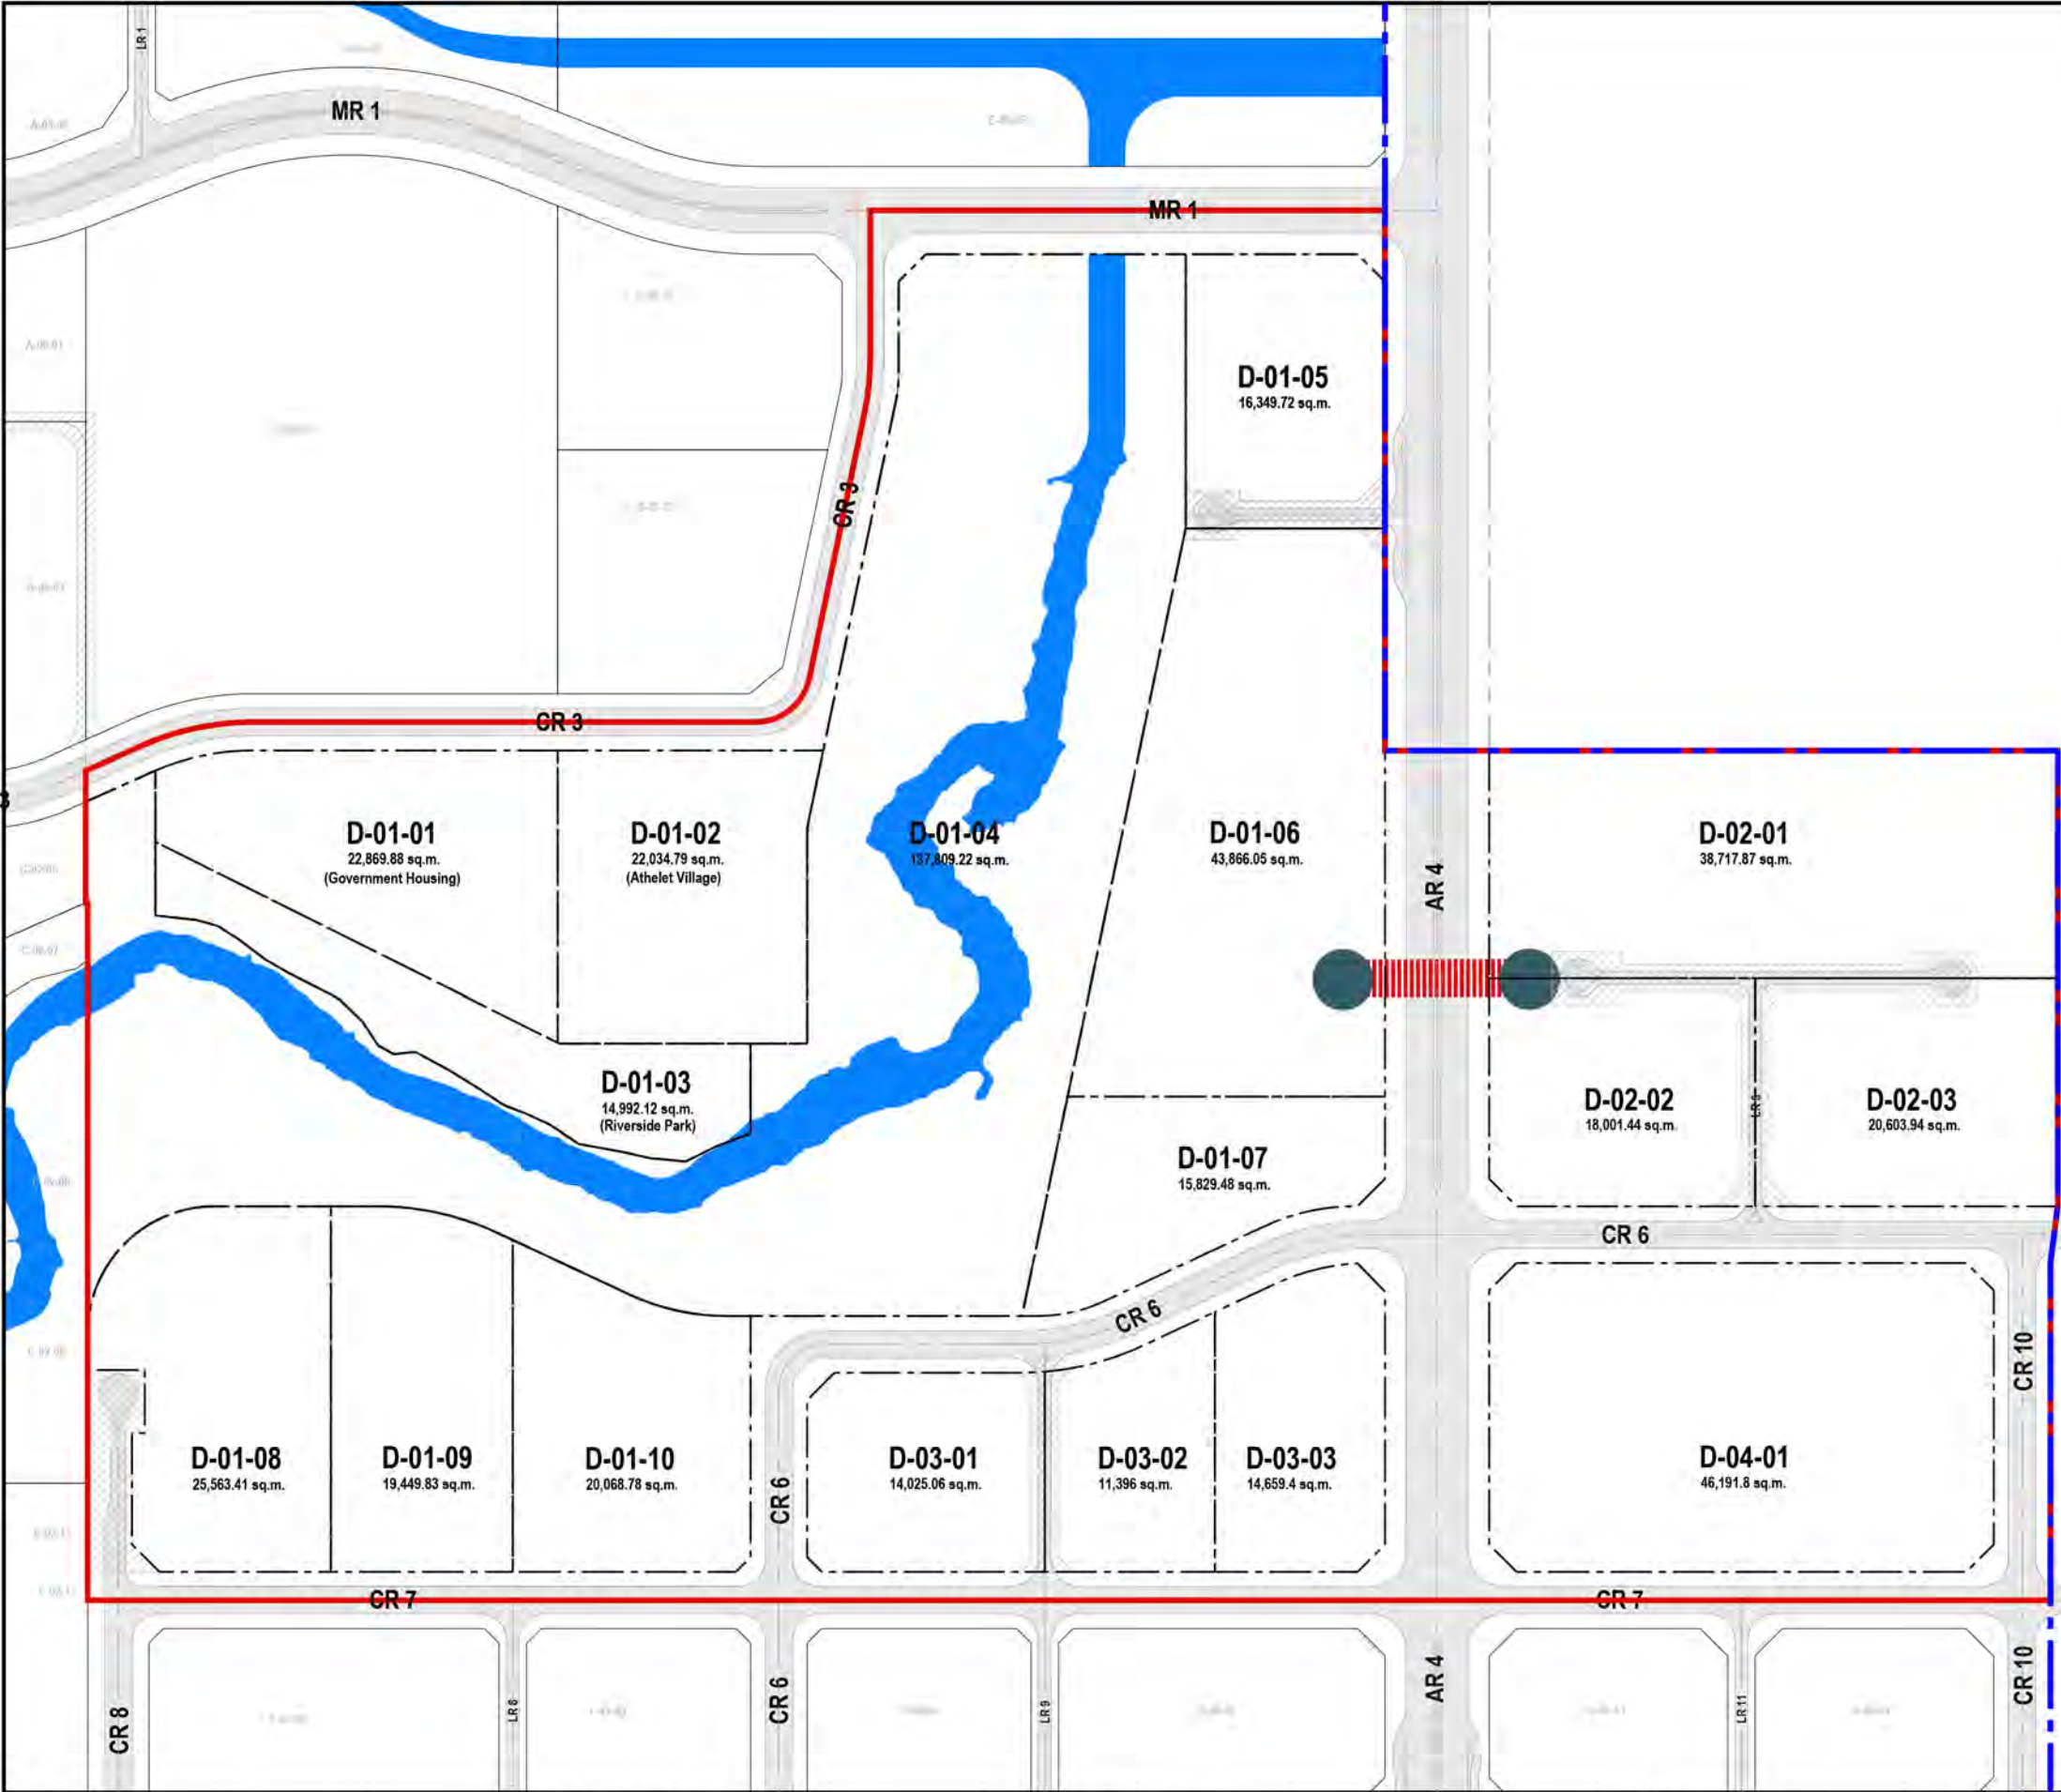 LR 1
MR 1
MR 1
D-01-05
16,349.72 sq.m.
CR 3
CR 3
D-01-01
22,869.88 sq.m.
(Government Housing)
D-01-02
22,034.79 sq.m.
(Athelet Village)
D-01-04
137,809.22 sq.m.
D-01-06
43,866.05 sq.m.
AR 4
D-02-01
38,717.87 sq.m.
D-01-03
14,992.12 sq.m.
(Riverside Park)
D-02-02
18,001.44 sq.m.
D-02-03
20,603.94 sq.m.
D-01-07
15,829.48 sq.m.
CR 6
CR 6
CR 10
D-01-08
25,563.41 sq.m.
D-01-09
19,449.83 sq.m.
D-01-10
20,068.78 sq.m.
CR 6
D-03-01
14,025.06 sq.m.
D-03-02
11,396 sq.m.
D-03-03
14,659.4 sq.m.
D-04-01
46,191.8 sq.m.
CR 7
CR 7
CR 8
CR 6
LR 9
AR 4
LR 11
CR 10